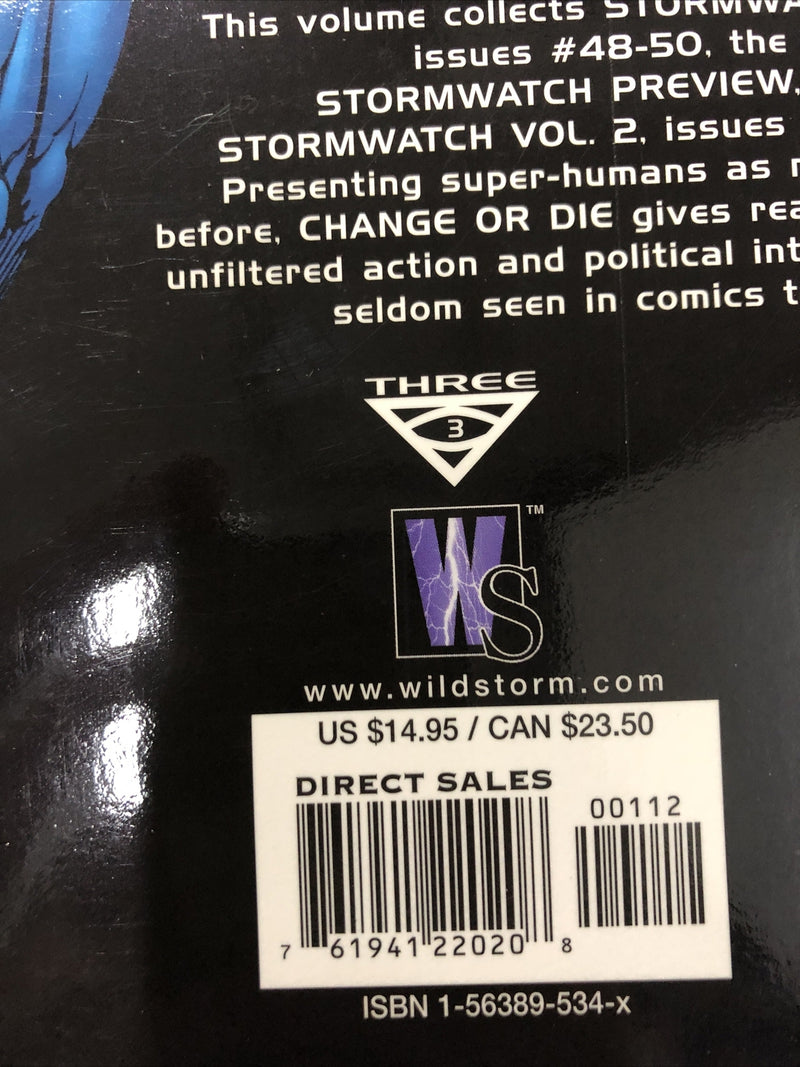 This volume collects
issues #48-50, the
STORMWATCH PREVIEW,
STORMWATCH VOL. 2, issues
Presenting super-humans as
before, CHANGE OR DIE gives
unfiltered action and political
seldom seen in comics
THREE
3
WS TM
www.wildstorm.com
US $14.95 / CAN $23.50
DIRECT SALES
00112
7 61941 22020 8
ISBN 1-56389-534-x